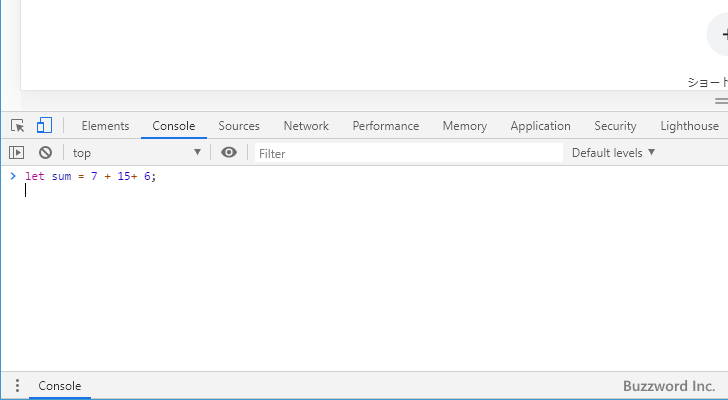 ショート
Elements Console Sources Network Performance Memory Application Security Lighthouse
top Filter Default levels
let sum = 7 + 15+ 6;
Console
Buzzword Inc.